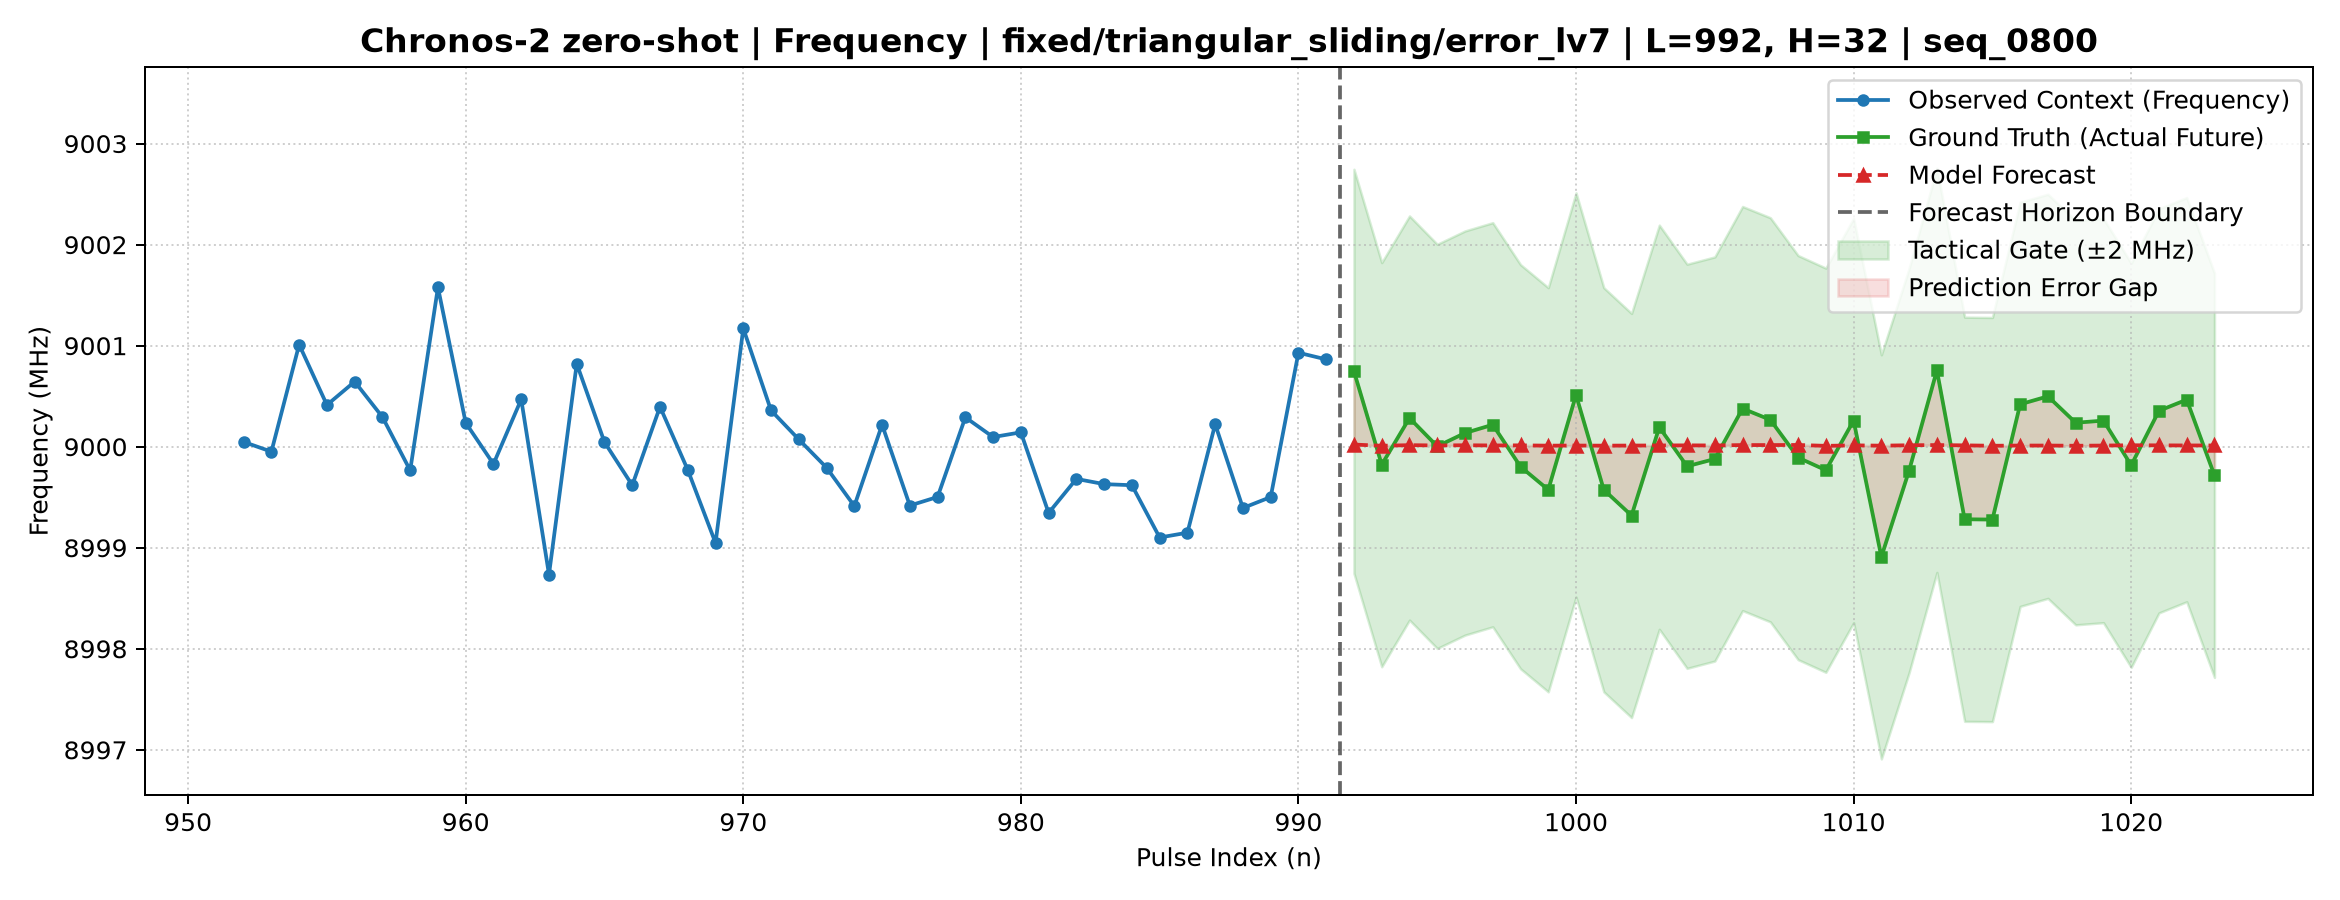 Chronos-2 zero-shot | Frequency | fixed/triangular_sliding/error_lv7 | L=992, H=32 | seq_0800
Observed Context (Frequency)
Ground Truth (Actual Future)
Model Forecast
Forecast Horizon Boundary
Tactical Gate (±2 MHz)
Prediction Error Gap
Frequency (MHz)
9003
9002
9001
9000
8999
8998
8997
950 960 970 980 990 1000 1010 1020
Pulse Index (n)